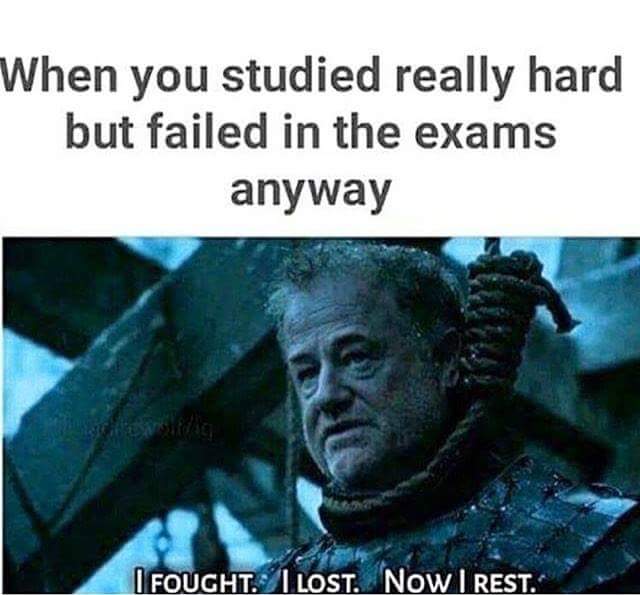 When you studied really hard
but failed in the exams
anyway
I FOUGHT. I LOST. NOW I REST.